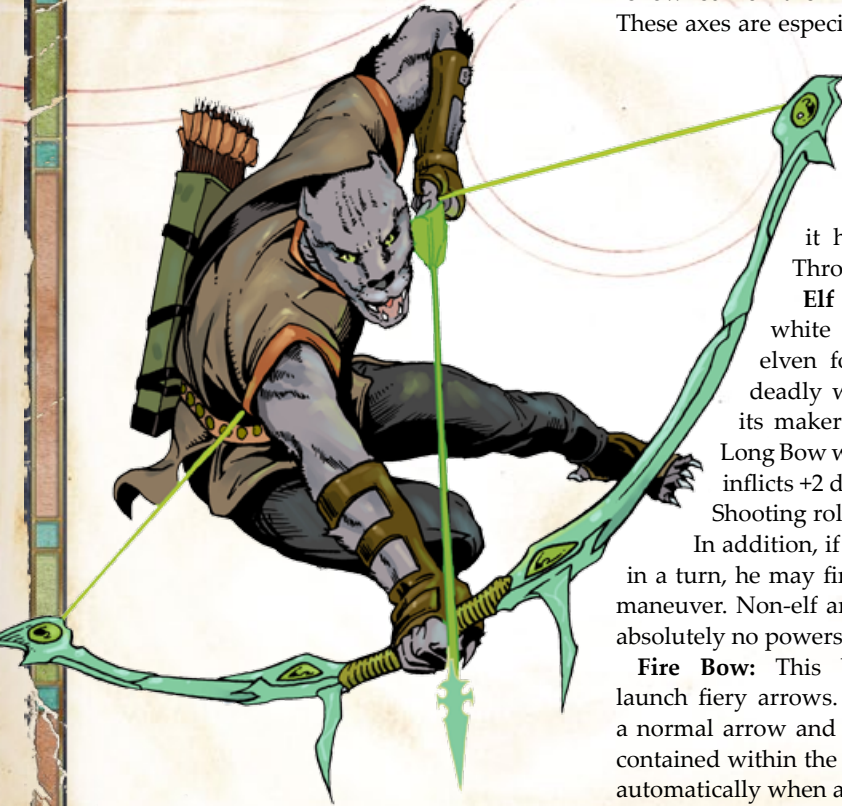 These axes are especi
it h
Thro
Elf
white
elven fo
deadly w
its maker
Long Bow w
inflicts +2 d
Shooting rol
In addition, if
in a turn, he may fir
maneuver. Non-elf ar
absolutely no powers
Fire Bow: This
launch fiery arrows.
a normal arrow and
contained within the
automatically when a